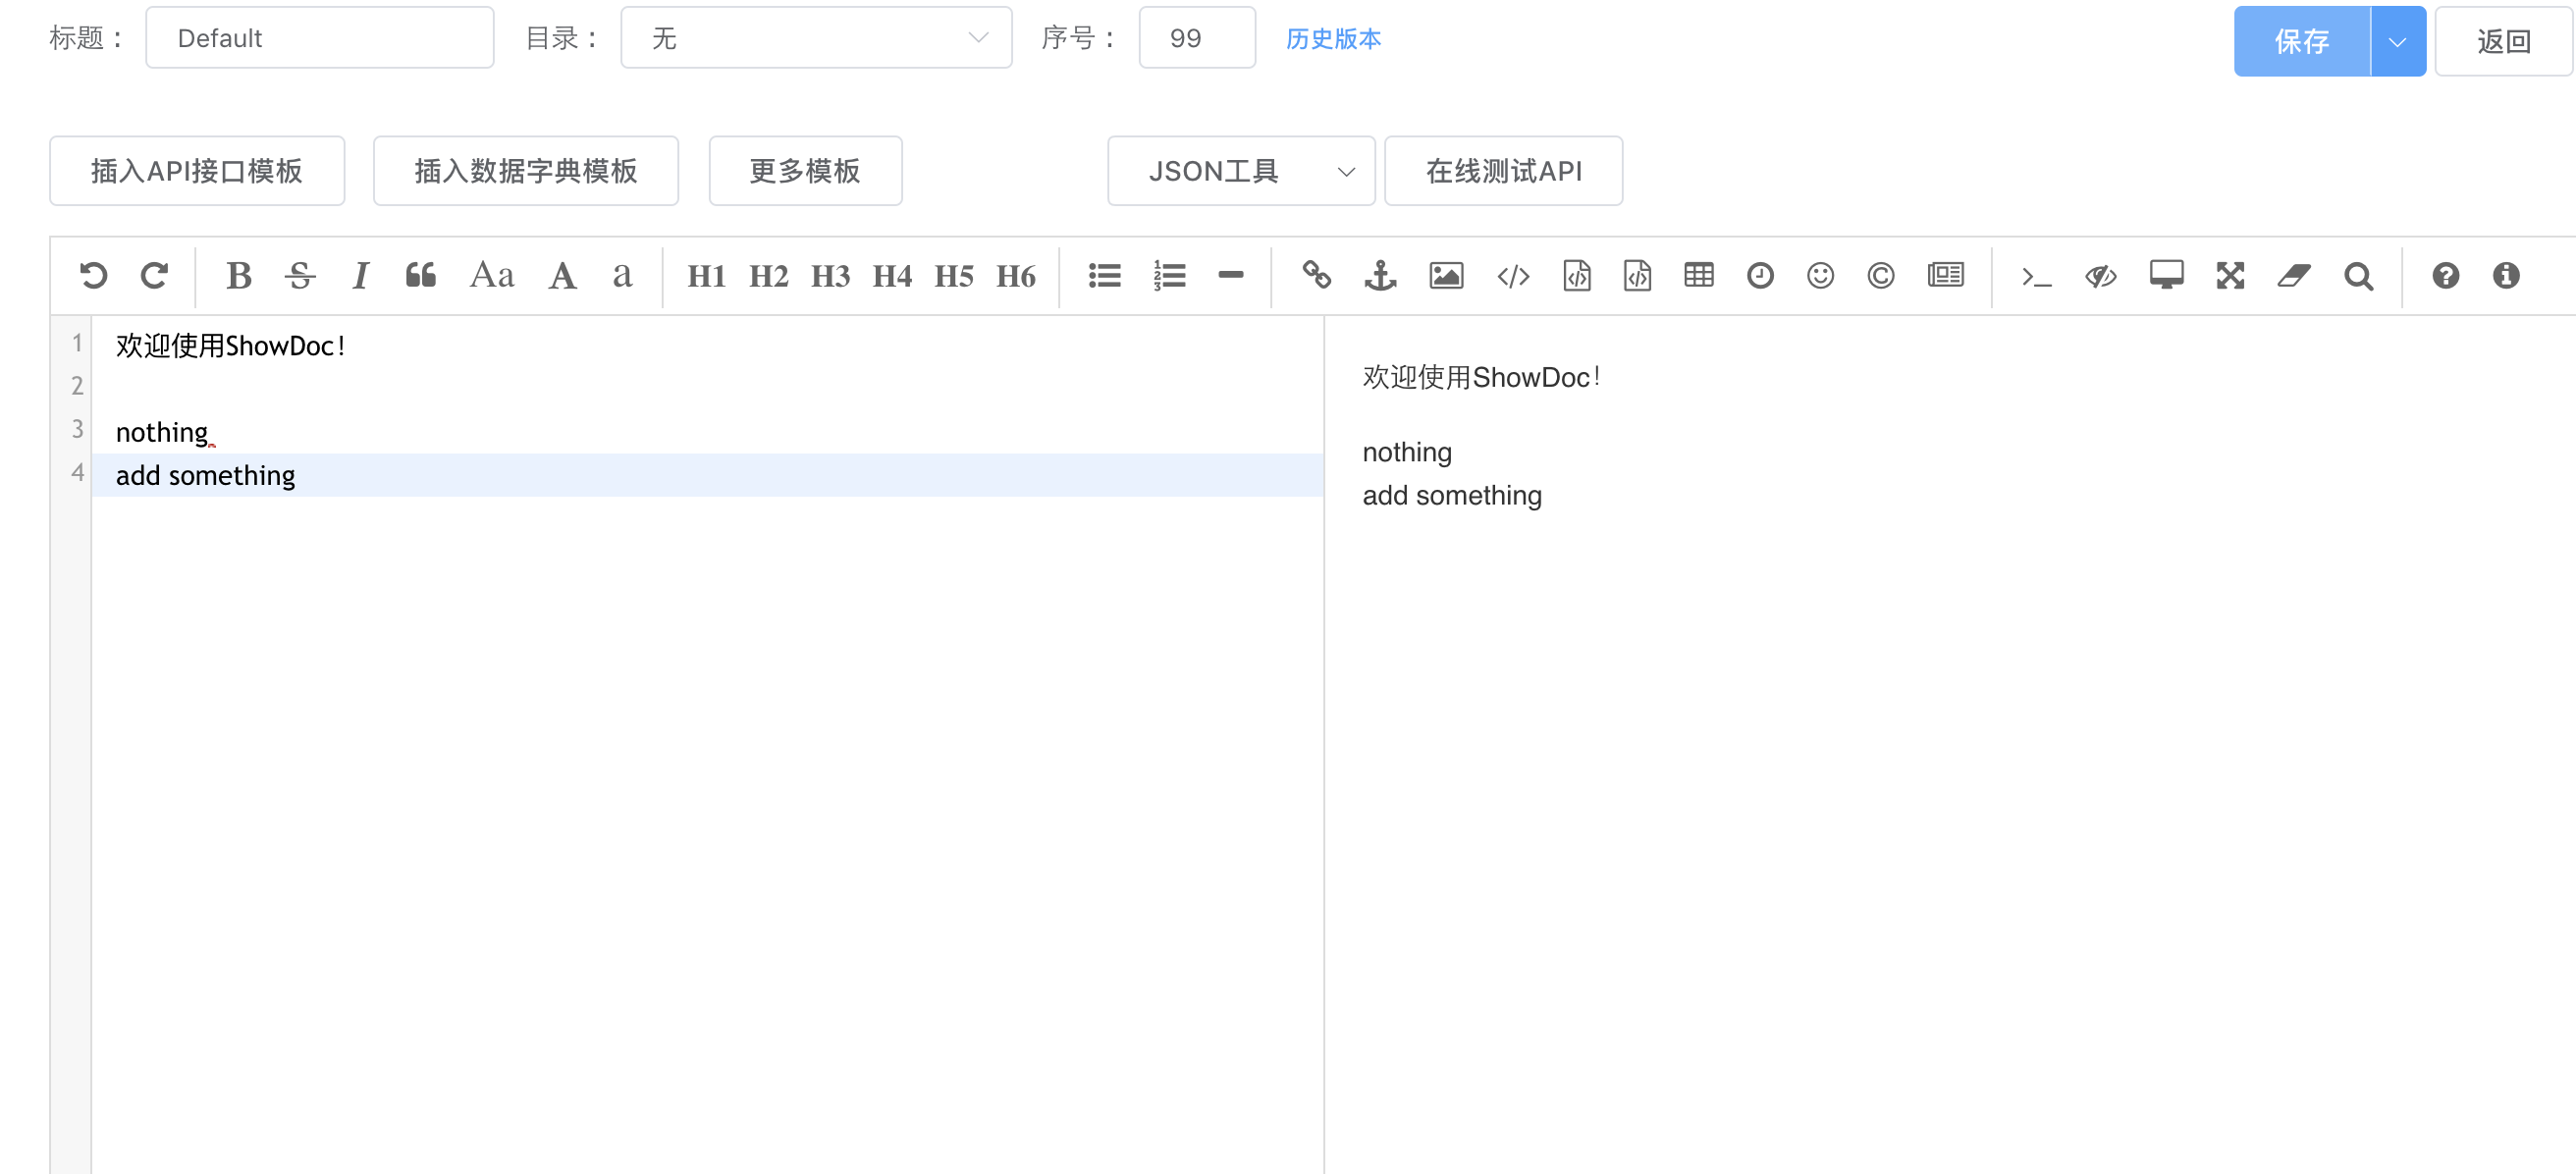 标题： Default 目录： 无 序号： 99 历史版本 保存 返回
插入API接口模板 插入数据字典模板 更多模板 JSON工具 在线测试API
B S I Aa A a H1 H2 H3 H4 H5 H6
1 欢迎使用ShowDoc！
2
3 nothing
4 add something
欢迎使用ShowDoc！
nothing
add something